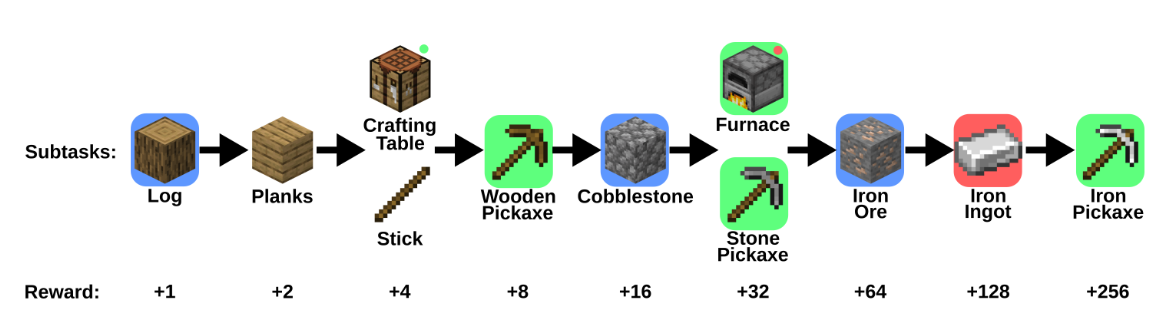 Subtasks:
Log
Planks
Crafting
Table
Stick
Wooden
Pickaxe
Cobblestone
Furnace
Stone
Pickaxe
Iron
Ore
Iron
Ingot
Iron
Pickaxe
Reward: +1 +2 +4 +8 +16 +32 +64 +128 +256